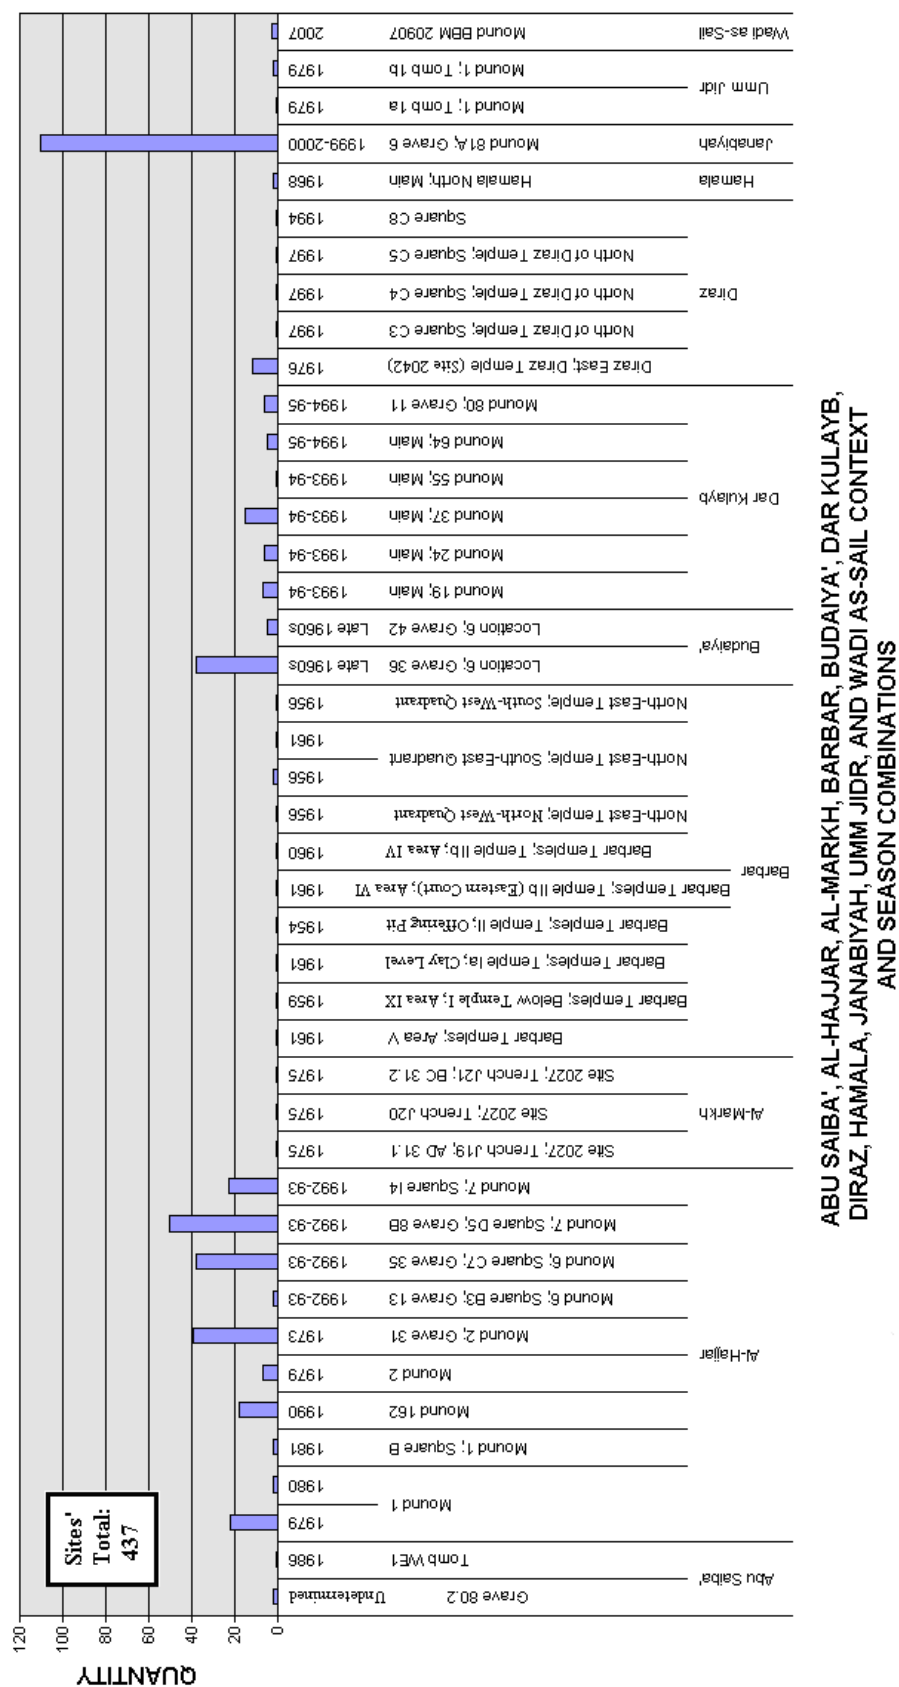 Wadi as-Sail Mound BBM 20907 2007
Umm Jidr Mound 1; Tomb 1b 1979
Mound 1; Tomb 1a 1979
Janabiyah Mound 81A; Grave 6 1999-2000
Hamala Hamala North; Main 1968
Diraz Square C8 1994
North of Diraz Temple; Square C5 1997
North of Diraz Temple; Square C4 1997
North of Diraz Temple; Square C3 1997
Diraz East; Diraz Temple (Site 2042) 1976
Dar Kulayb Mound 80; Grave 11 1994-95
Mound 64; Main 1994-95
Mound 55; Main 1993-94
Mound 37; Main 1993-94
Mound 24; Main 1993-94
Mound 19; Main 1993-94
Budaiya' Location 6; Grave 42 Late 1960s
Location 6; Grave 36 Late 1960s
Barbar North-East Temple; South-West Quadrant 1956
North-East Temple; South-East Quadrant 1961
1956
North-East Temple; North-West Quadrant 1956
Barbar Temples; Temple IIb; Area IV 1960
Barbar Temples; Temple IIb (Eastern Court); Area VI 1961
Barbar Temples; Temple II; Offering Pit 1954
Barbar Temples; Temple Ia; Clay Level 1961
Barbar Temples; Below Temple I; Area IX 1959
Barbar Temples; Area V 1961
Al-Markh Site 2027; Trench J21; BC 31.2 1975
Site 2027; Trench J20 1975
Site 2027; Trench J19; AD 31.1 1975
Al-Hajjar Mound 7; Square I4 1992-93
Mound 7; Square D5; Grave 8B 1992-93
Mound 6; Square C7; Grave 35 1992-93
Mound 6; Square B3; Grave 13 1992-93
Mound 2; Grave 31 1973
Mound 2 1979
Mound 162 1990
Mound 1; Square B 1981
Mound 1 1980
1979
Abu Saiba' Tomb WE1 1986
Grave 80.2 Undetermined
120
100
80
60
40
20
0
QUANTITY
Sites'
Total:
437
ABU SAIBA', AL-HAJJAR, AL-MARKH, BARBAR, BUDAIYA', DAR KULAYB,
DIRAZ, HAMALA, JANABIYAH, UMM JIDR, AND WADI AS-SAIL CONTEXT
AND SEASON COMBINATIONS